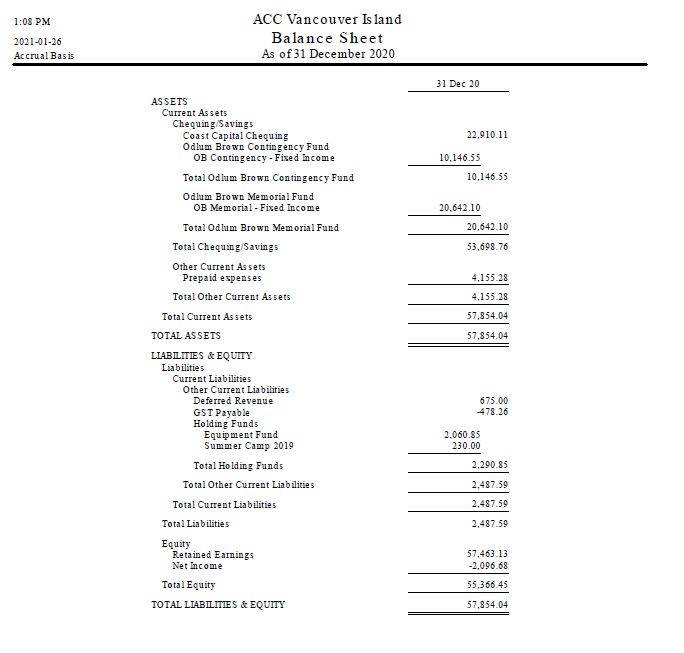 1:08 PM
ACC Vancouver Island
2021-01-26
Balance Sheet
Accrual Basis
As of 31 December 2020
31 Dec 20
ASSETS
Current Assets
Chequing/Savings
Coast Capital Chequing 22,910.11
Odlum Brown Contingency Fund
OB Contingency - Fixed Income 10,146.55
Total Odlum Brown Contingency Fund 10,146.55
Odlum Brown Memorial Fund
OB Memorial - Fixed Income 20,642.10
Total Odlum Brown Memorial Fund 20,642.10
Total Chequing/Savings 53,698.76
Other Current Assets
Prepaid expenses 4,155.28
Total Other Current Assets 4,155.28
Total Current Assets 57,854.04
TOTAL ASSETS 57,854.04
LIABILITIES & EQUITY
Liabilities
Current Liabilities
Other Current Liabilities
Deferred Revenue 675.00
GST Payable -478.26
Holding Funds
Equipment Fund 2,060.85
Summer Camp 2019 230.00
Total Holding Funds 2,290.85
Total Other Current Liabilities 2,487.59
Total Current Liabilities 2,487.59
Total Liabilities 2,487.59
Equity
Retained Earnings 57,463.13
Net Income -2,096.68
Total Equity 55,366.45
TOTAL LIABILITIES & EQUITY 57,854.04